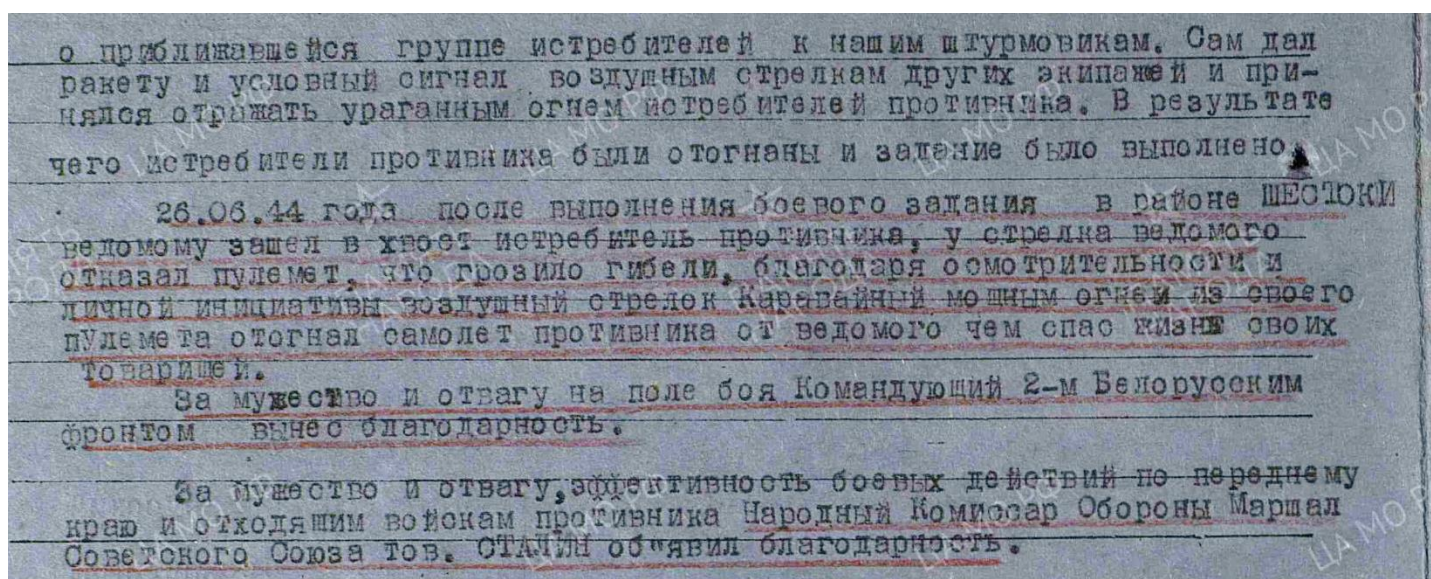 о приближавшейся группе истребителей к нашим штурмовикам. Сам дал
ракету и условный сигнал воздушным стрелкам других экипажей и при-
нялся отражать ураганным огнем истребителей противника. В результате
чего истребители противника были отогнаны и задание было выполнено.
26.06.44 года после выполнения боевого задания в районе ШЕСТОКИ
ведомому зашел в хвост истребитель противника, у стрелка ведомого
отказал пулемет, что грозило гибели, благодаря осмотрительности и
личной инициативы воздушный стрелок Каравайный мощным огнем из своего
пулемета отогнал самолет противника от ведомого чем спас жизнь своих
товарищей.
За мужество и отвагу на поле боя Командующий 2-м Белорусским
фронтом вынес благодарность.
За мужество и отвагу,эффективность боевых действий по переднему
краю и отходящим войскам противника Народный Комиссар Обороны Маршал
Советского Союза тов. СТАЛИН об"явил благодарность.